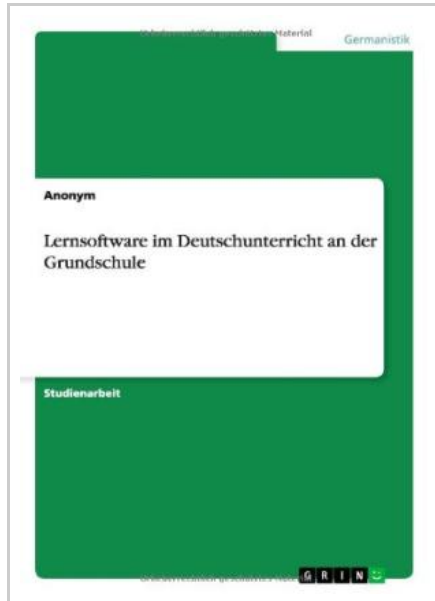 Germanistik
Anonym
Lernsoftware im Deutschunterricht an der
Grundschule
Studienarbeit
GRIN